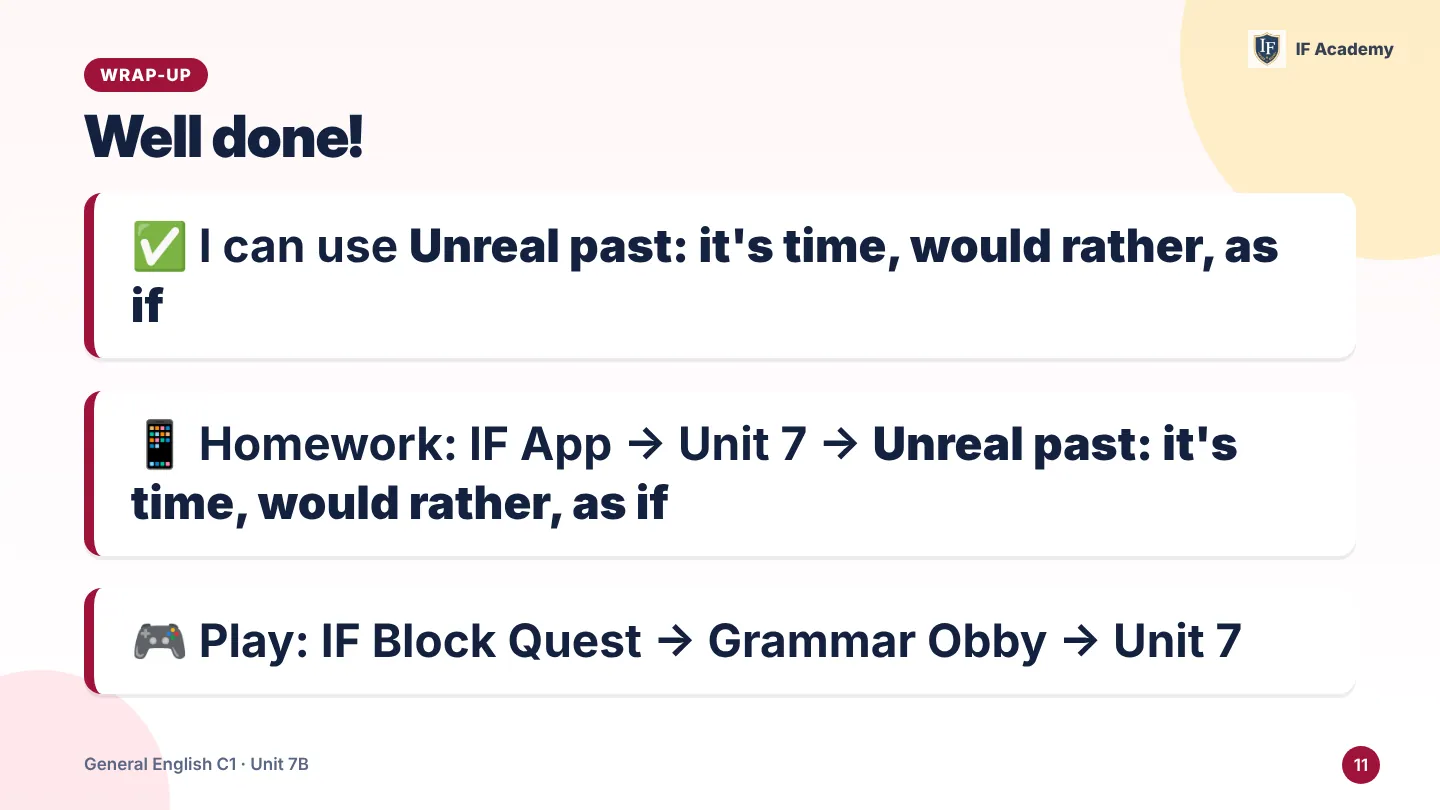 IF Academy
WRAP-UP
Well done!
✅ I can use Unreal past: it's time, would rather, as
if
📱 Homework: IF App → Unit 7 → Unreal past: it's
time, would rather, as if
🎮 Play: IF Block Quest → Grammar Obby → Unit 7
General English C1 · Unit 7B
11